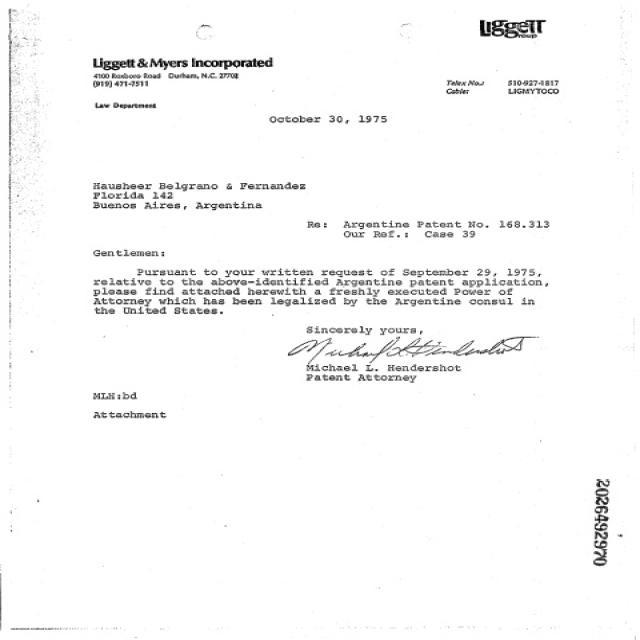 Liggett
Group
Liggett & Myers Incorporated
4100 Roxboro Road Durham, N.C. 27702
(919) 471-7511
Telex No.: 510-927-1817
Cable: LIGMYTOCO
Law Department
October 30, 1975
Hausheer Belgrano & Fernandez
Florida 142
Buenos Aires, Argentina
Re: Argentine Patent No. 168.313
Our Ref.: Case 39
Gentlemen:
Pursuant to your written request of September 29, 1975,
relative to the above-identified Argentine patent application,
please find attached herewith a freshly executed Power of
Attorney which has been legalized by the Argentine consul in
the United States.
Sincerely yours,
Michael L. Hendershot
Michael L. Hendershot
Patent Attorney
MLH:bd
Attachment
2026492970